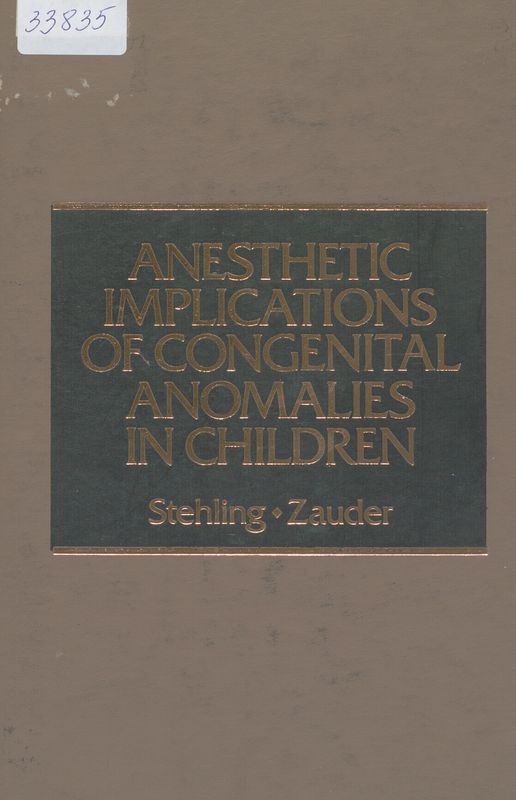 33835
ANESTHETIC
IMPLICATIONS
OF CONGENITAL
ANOMALIES
IN CHILDREN
Stehling ⬥ Zauder